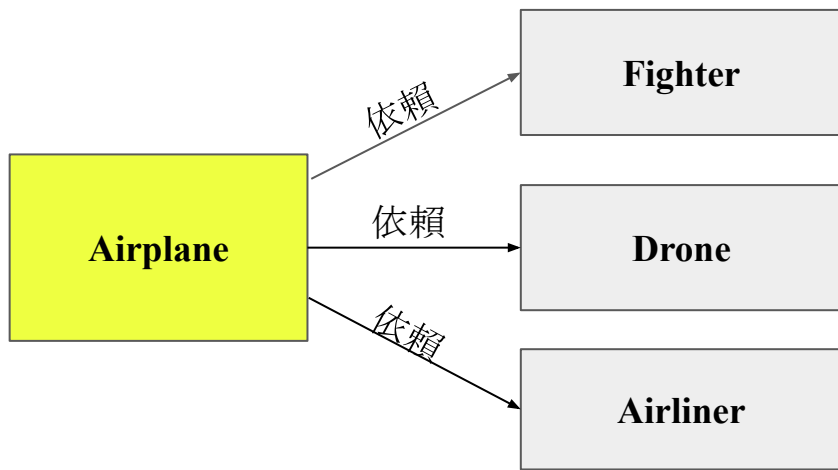 Fighter
依賴
Airplane
依賴
Drone
依賴
Airliner